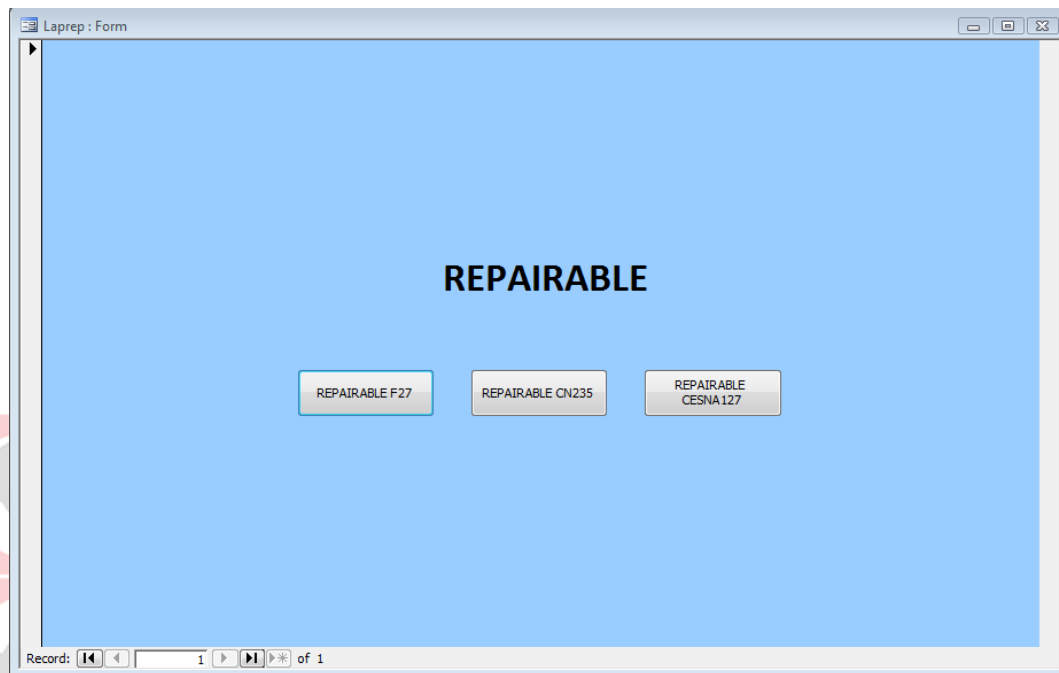 Laprep : Form
REPAIRABLE
REPAIRABLE F27
REPAIRABLE CN235
REPAIRABLE
CESNA127
Record: 1 of 1